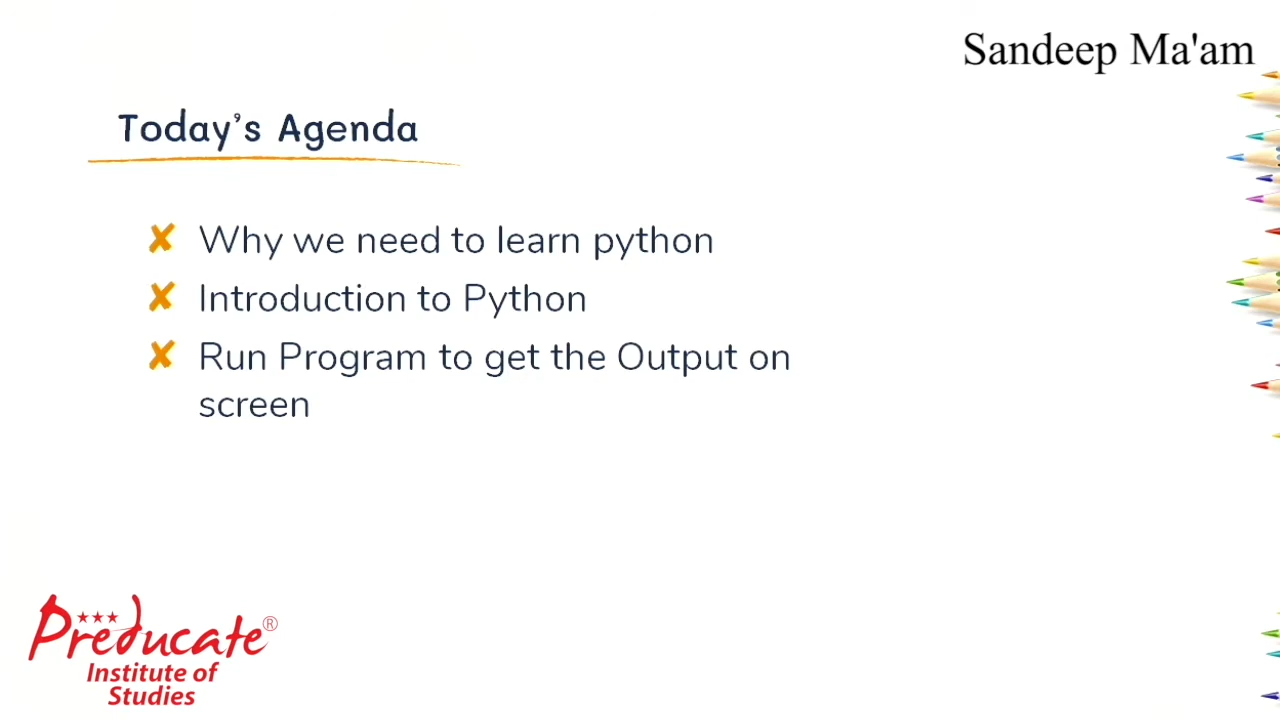 Sandeep Ma'am
Today's Agenda
✘ Why we need to learn python
✘ Introduction to Python
✘ Run Program to get the Output on
screen
Preducate®
Institute of
Studies